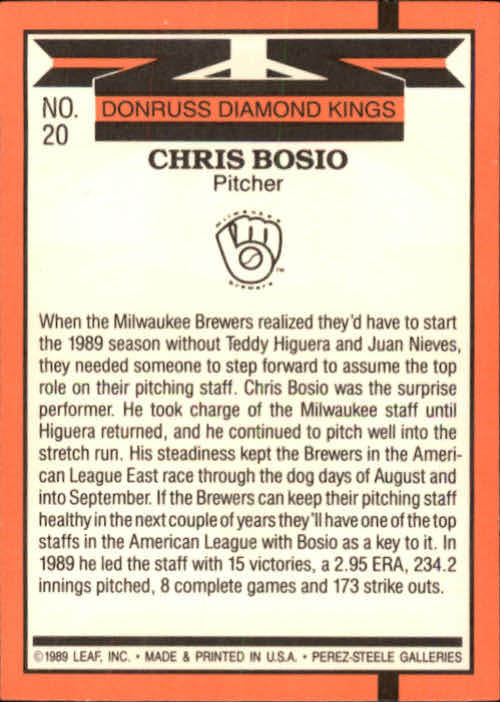 NO.
20
DONRUSS DIAMOND KINGS
CHRIS BOSIO
Pitcher
milwaukee
TM
brewers
When the Milwaukee Brewers realized they'd have to start
the 1989 season without Teddy Higuera and Juan Nieves,
they needed someone to step forward to assume the top
role on their pitching staff. Chris Bosio was the surprise
performer. He took charge of the Milwaukee staff until
Higuera returned, and he continued to pitch well into the
stretch run. His steadiness kept the Brewers in the Ameri-
can League East race through the dog days of August and
into September. If the Brewers can keep their pitching staff
healthy in the next couple of years they'll have one of the top
staffs in the American League with Bosio as a key to it. In
1989 he led the staff with 15 victories, a 2.95 ERA, 234.2
innings pitched, 8 complete games and 173 strike outs.
©1989 LEAF, INC. • MADE & PRINTED IN U.S.A. • PEREZ-STEELE GALLERIES